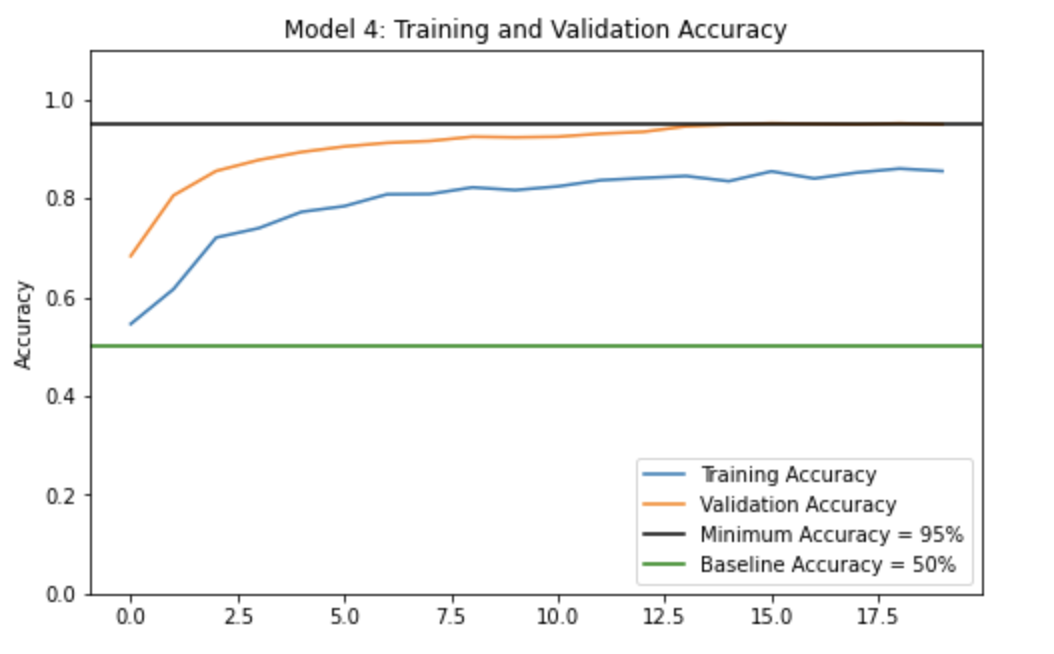 Model 4: Training and Validation Accuracy
Accuracy
1.0
0.8
0.6
0.4
0.2
0.0
0.0 2.5 5.0 7.5 10.0 12.5 15.0 17.5
Training Accuracy
Validation Accuracy
Minimum Accuracy = 95%
Baseline Accuracy = 50%